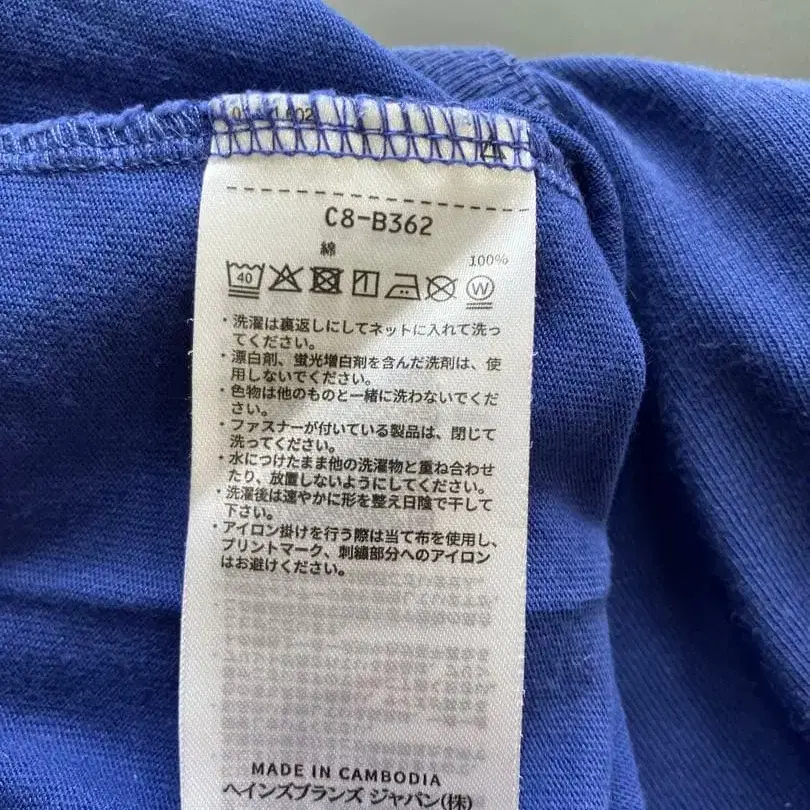 C8-B362
綿 100%
40
W
・洗濯は裏返しにしてネットに入れて洗っ
てください。
・漂白剤、蛍光増白剤を含んだ洗剤は、使
用しないでください。
・色物は他のものと一緒に洗わないでくだ
さい。
・ファスナーが付いている製品は、閉じて
洗ってください。
・水につけたまま他の洗濯物と重ね合わせ
たり、放置しないようにしてください。
・洗濯後は速やかに形を整え日陰で干して
下さい。
・アイロン掛けを行う際は当て布を使用し、
プリントマーク、刺繍部分へのアイロン
はお避けください。
MADE IN CAMBODIA
ヘインズブランズ ジャパン(株)